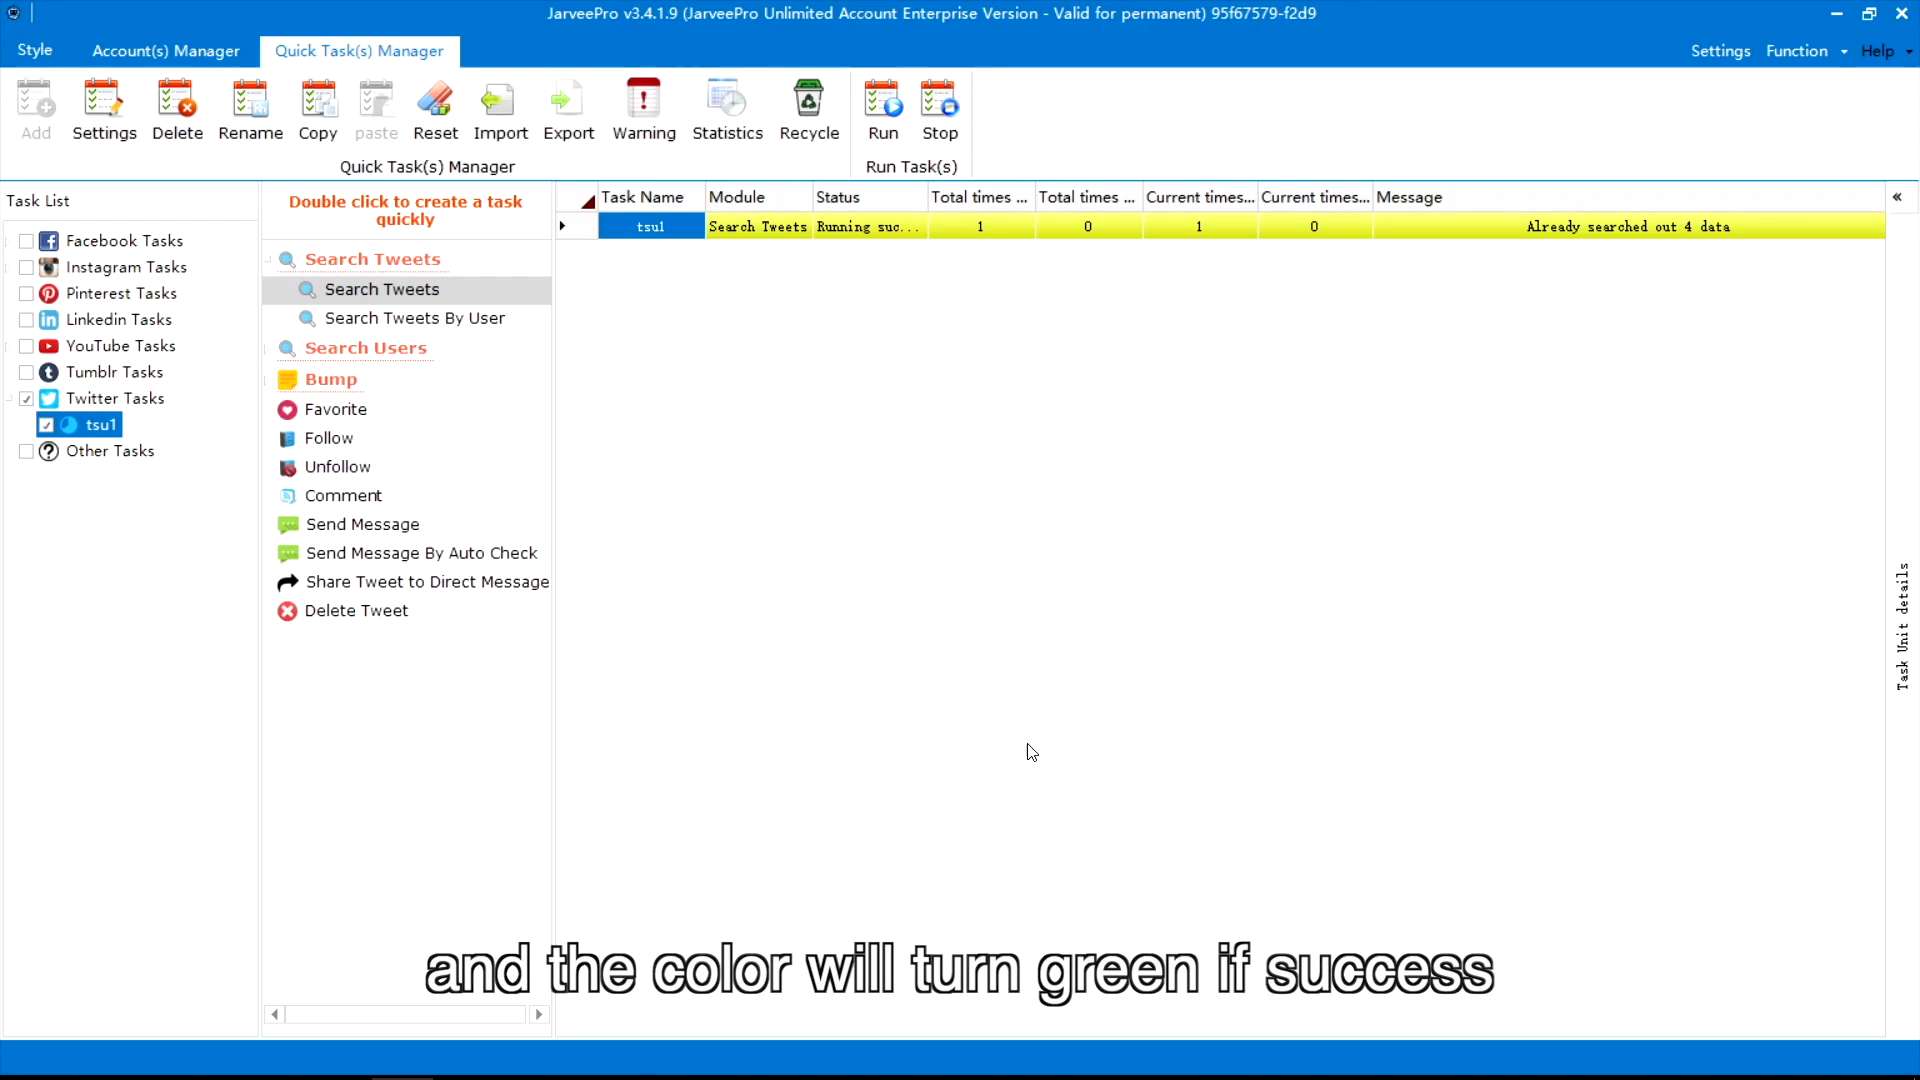 JarveePro v3.4.1.9 (JarveePro Unlimited Account Enterprise Version - Valid for permanent) 95f67579-f2d9
Style Account(s) Manager Quick Task(s) Manager Settings Function Help
Add Settings Delete Rename Copy paste Reset Import Export Warning Statistics Recycle Run Stop
Quick Task(s) Manager Run Task(s)
Task List
Facebook Tasks
Instagram Tasks
Pinterest Tasks
Linkedin Tasks
YouTube Tasks
Tumblr Tasks
Twitter Tasks
tsu1
Other Tasks
Double click to create a task
quickly
Search Tweets
Search Tweets
Search Tweets By User
Search Users
Bump
Favorite
Follow
Unfollow
Comment
Send Message
Send Message By Auto Check
Share Tweet to Direct Message
Delete Tweet
Task Name Module Status Total times ... Total times ... Current times... Current times... Message
tsu1 Search Tweets Running suc... 1 0 1 0 Already searched out 4 data
Task Unit details
and the color will turn green if success